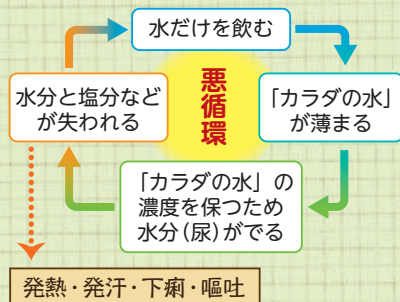 水だけを飲む
「カラダの水」
が薄まる
悪循環
水分と塩分など
が失われる
「カラダの水」の
濃度を保つため
水分(尿)がでる
発熱・発汗・下痢・嘔吐